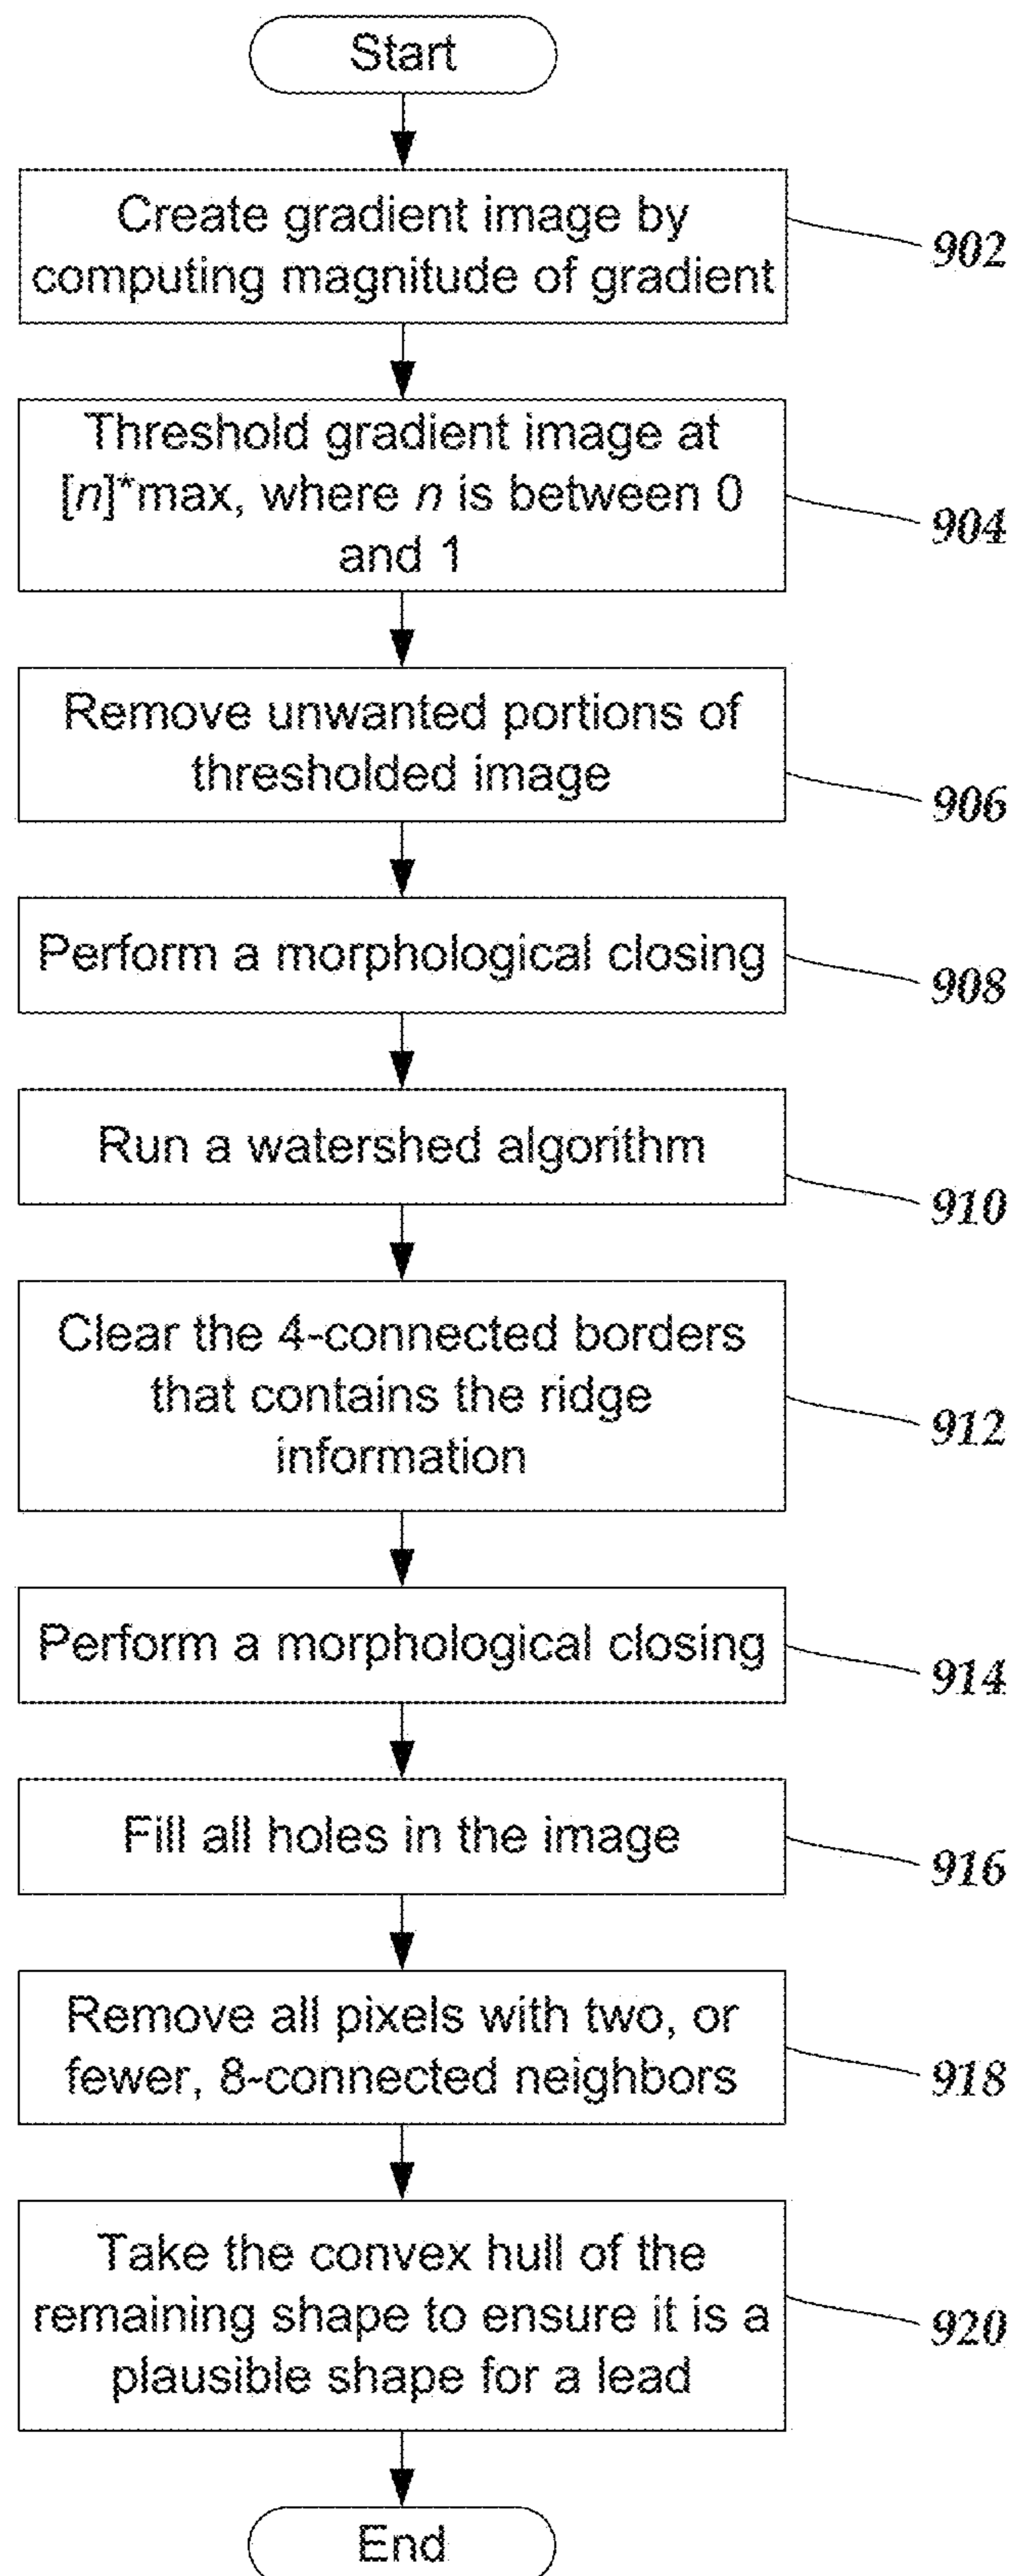 Start
Create gradient image by
computing magnitude of gradient
902
Threshold gradient image at
[n]*max, where n is between 0
and 1
904
Remove unwanted portions of
thresholded image
906
Perform a morphological closing
908
Run a watershed algorithm
910
Clear the 4-connected borders
that contains the ridge
information
912
Perform a morphological closing
914
Fill all holes in the image
916
Remove all pixels with two, or
fewer, 8-connected neighbors
918
Take the convex hull of the
remaining shape to ensure it is a
plausible shape for a lead
920
End